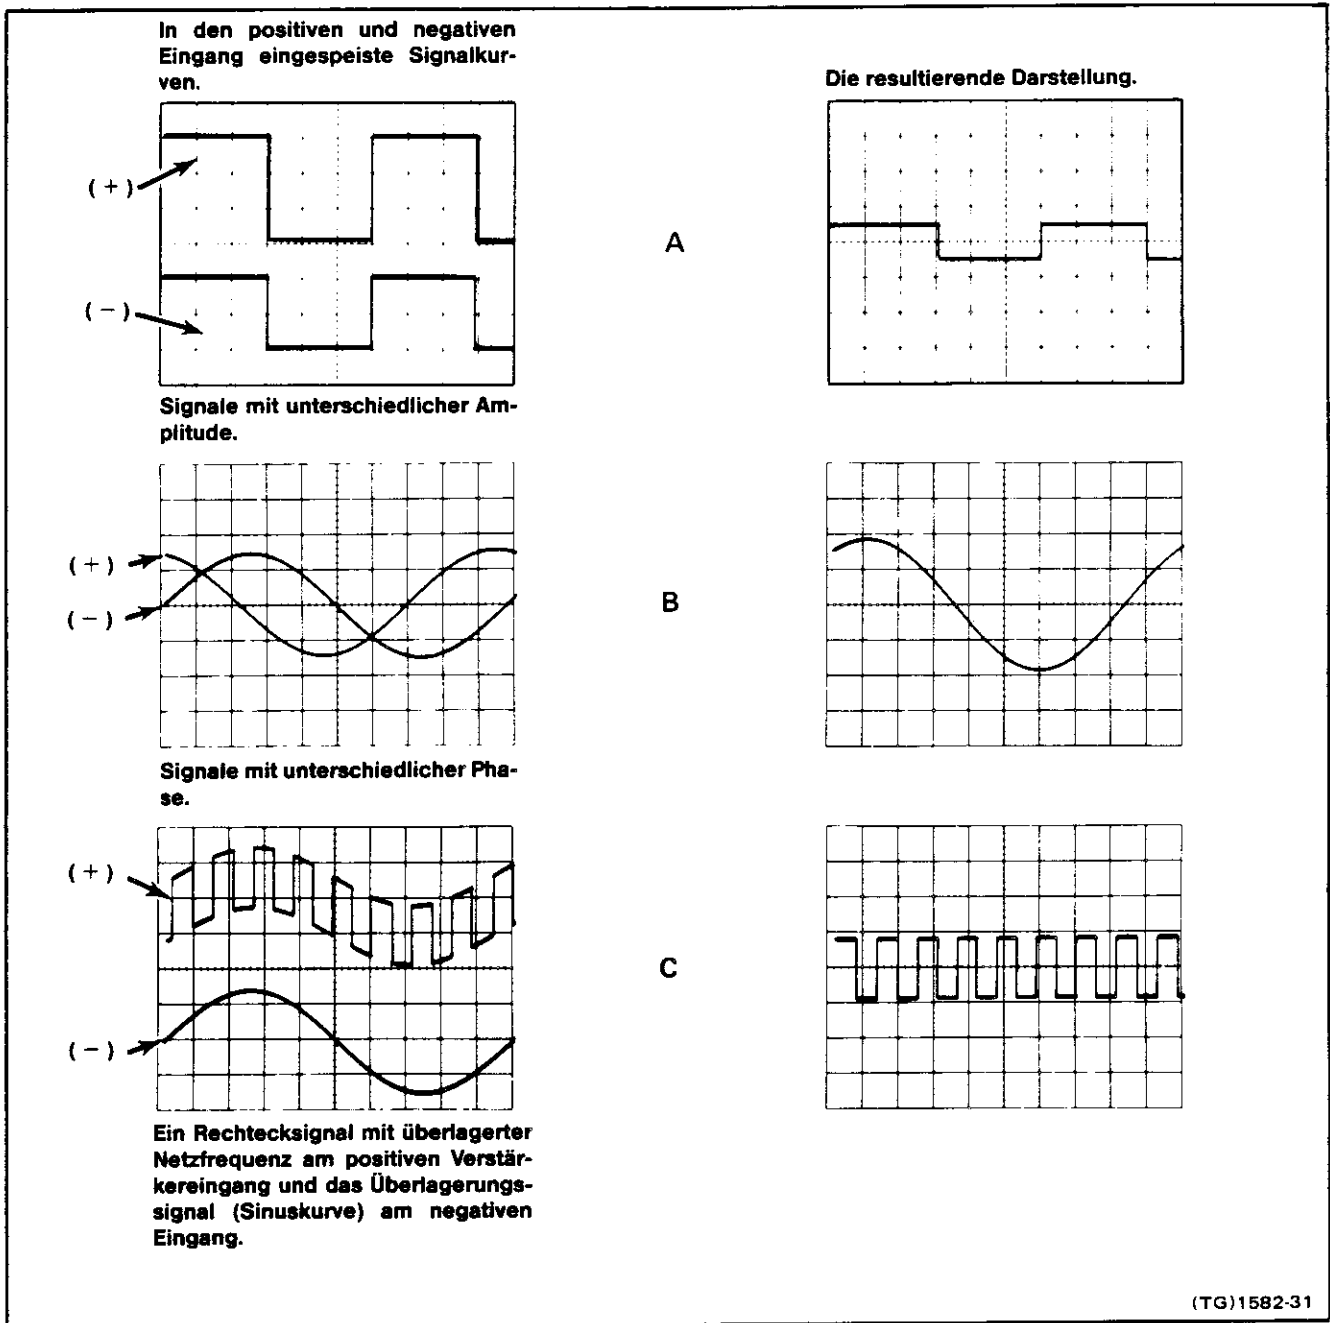 In den positiven und negativen
Eingang eingespeiste Signalkur-
ven.
Die resultierende Darstellung.
(+)
A
(−)
Signale mit unterschiedlicher Am-
plitude.
(+)
(−)
B
Signale mit unterschiedlicher Pha-
se.
(+)
C
(−)
Ein Rechtecksignal mit überlagerter
Netzfrequenz am positiven Verstär-
kereingang und das Überlagerungs-
signal (Sinuskurve) am negativen
Eingang.
(TG)1582-31